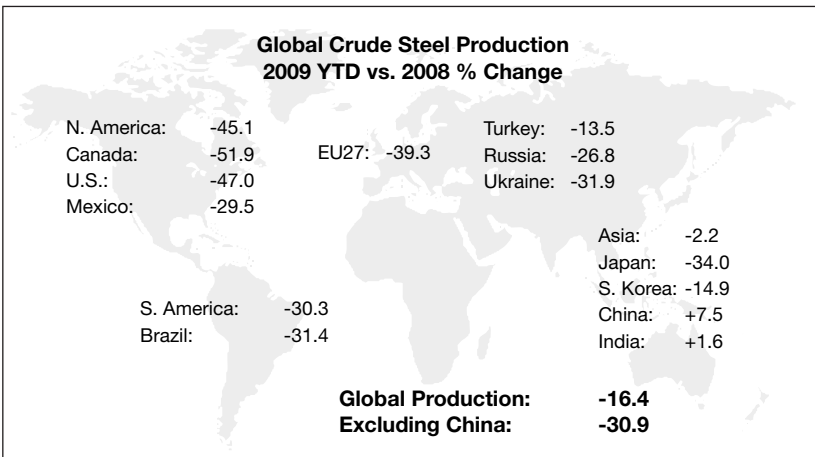 Global Crude Steel Production
2009 YTD vs. 2008 % Change
N. America: -45.1
Canada: -51.9
U.S.: -47.0
Mexico: -29.5
EU27: -39.3
Turkey: -13.5
Russia: -26.8
Ukraine: -31.9
Asia: -2.2
Japan: -34.0
S. Korea: -14.9
China: +7.5
India: +1.6
S. America: -30.3
Brazil: -31.4
Global Production: -16.4
Excluding China: -30.9